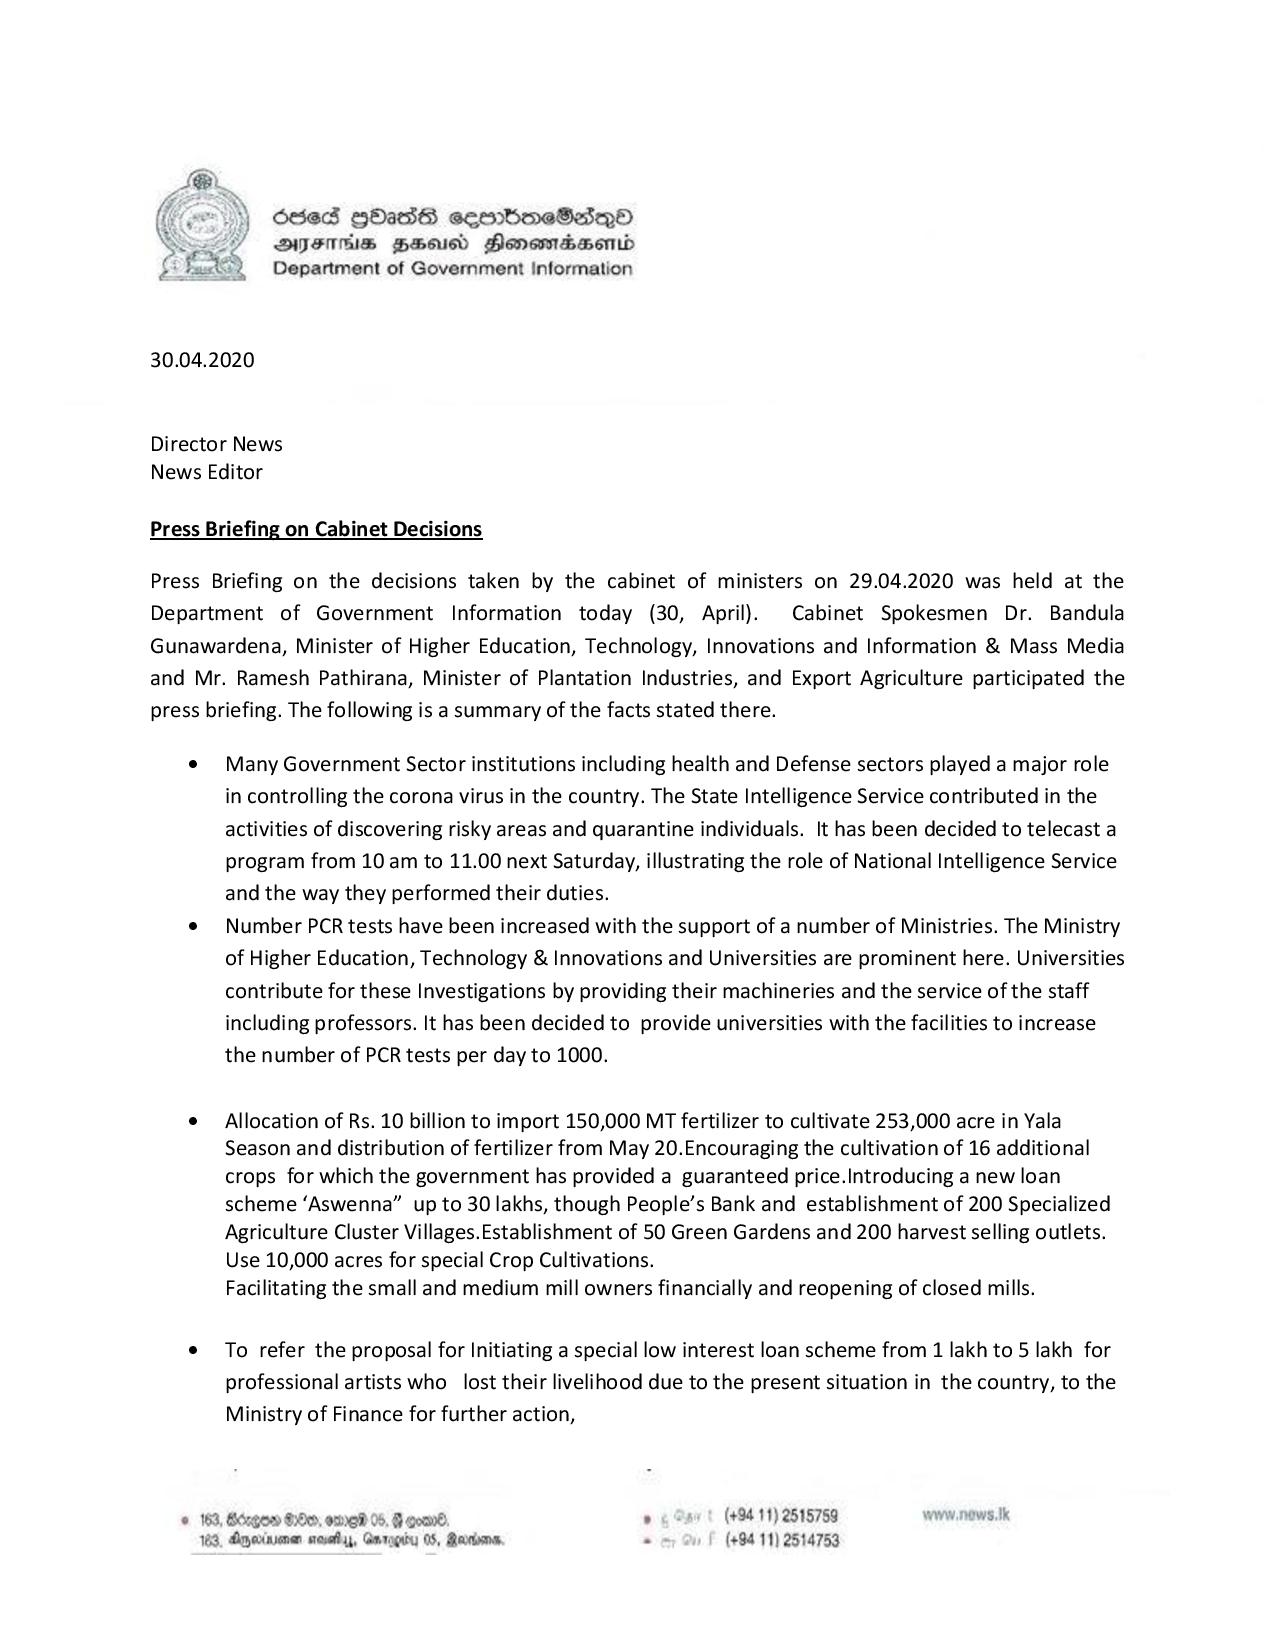 රජයේ ප්‍රවෘත්ති දෙපාර්තමේන්තුව
அரசாங்க தகவல் திணைக்களம்
Department of Government Information
30.04.2020
Director News
News Editor
Press Briefing on Cabinet Decisions
Press Briefing on the decisions taken by the cabinet of ministers on 29.04.2020 was held at the
Department of Government Information today (30, April). Cabinet Spokesmen Dr. Bandula
Gunawardena, Minister of Higher Education, Technology, Innovations and Information & Mass Media
and Mr. Ramesh Pathirana, Minister of Plantation Industries, and Export Agriculture participated the
press briefing. The following is a summary of the facts stated there.
• Many Government Sector institutions including health and Defense sectors played a major role
in controlling the corona virus in the country. The State Intelligence Service contributed in the
activities of discovering risky areas and quarantine individuals. It has been decided to telecast a
program from 10 am to 11.00 next Saturday, illustrating the role of National Intelligence Service
and the way they performed their duties.
• Number PCR tests have been increased with the support of a number of Ministries. The Ministry
of Higher Education, Technology & Innovations and Universities are prominent here. Universities
contribute for these Investigations by providing their machineries and the service of the staff
including professors. It has been decided to provide universities with the facilities to increase
the number of PCR tests per day to 1000.
• Allocation of Rs. 10 billion to import 150,000 MT fertilizer to cultivate 253,000 acre in Yala
Season and distribution of fertilizer from May 20.Encouraging the cultivation of 16 additional
crops for which the government has provided a guaranteed price.Introducing a new loan
scheme ‘Aswenna” up to 30 lakhs, though People’s Bank and establishment of 200 Specialized
Agriculture Cluster Villages.Establishment of 50 Green Gardens and 200 harvest selling outlets.
Use 10,000 acres for special Crop Cultivations.
Facilitating the small and medium mill owners financially and reopening of closed mills.
• To refer the proposal for Initiating a special low interest loan scheme from 1 lakh to 5 lakh for
professional artists who lost their livelihood due to the present situation in the country, to the
Ministry of Finance for further action,
163, කිරුලපන මාවත, කොළඹ 05, ශ්‍රී ලංකාව.
163, கிருலப்பனை எவனியூ, கொழும்பு 05, இலங்கை.
(+94 11) 2515759
(+94 11) 2514753
www.news.lk